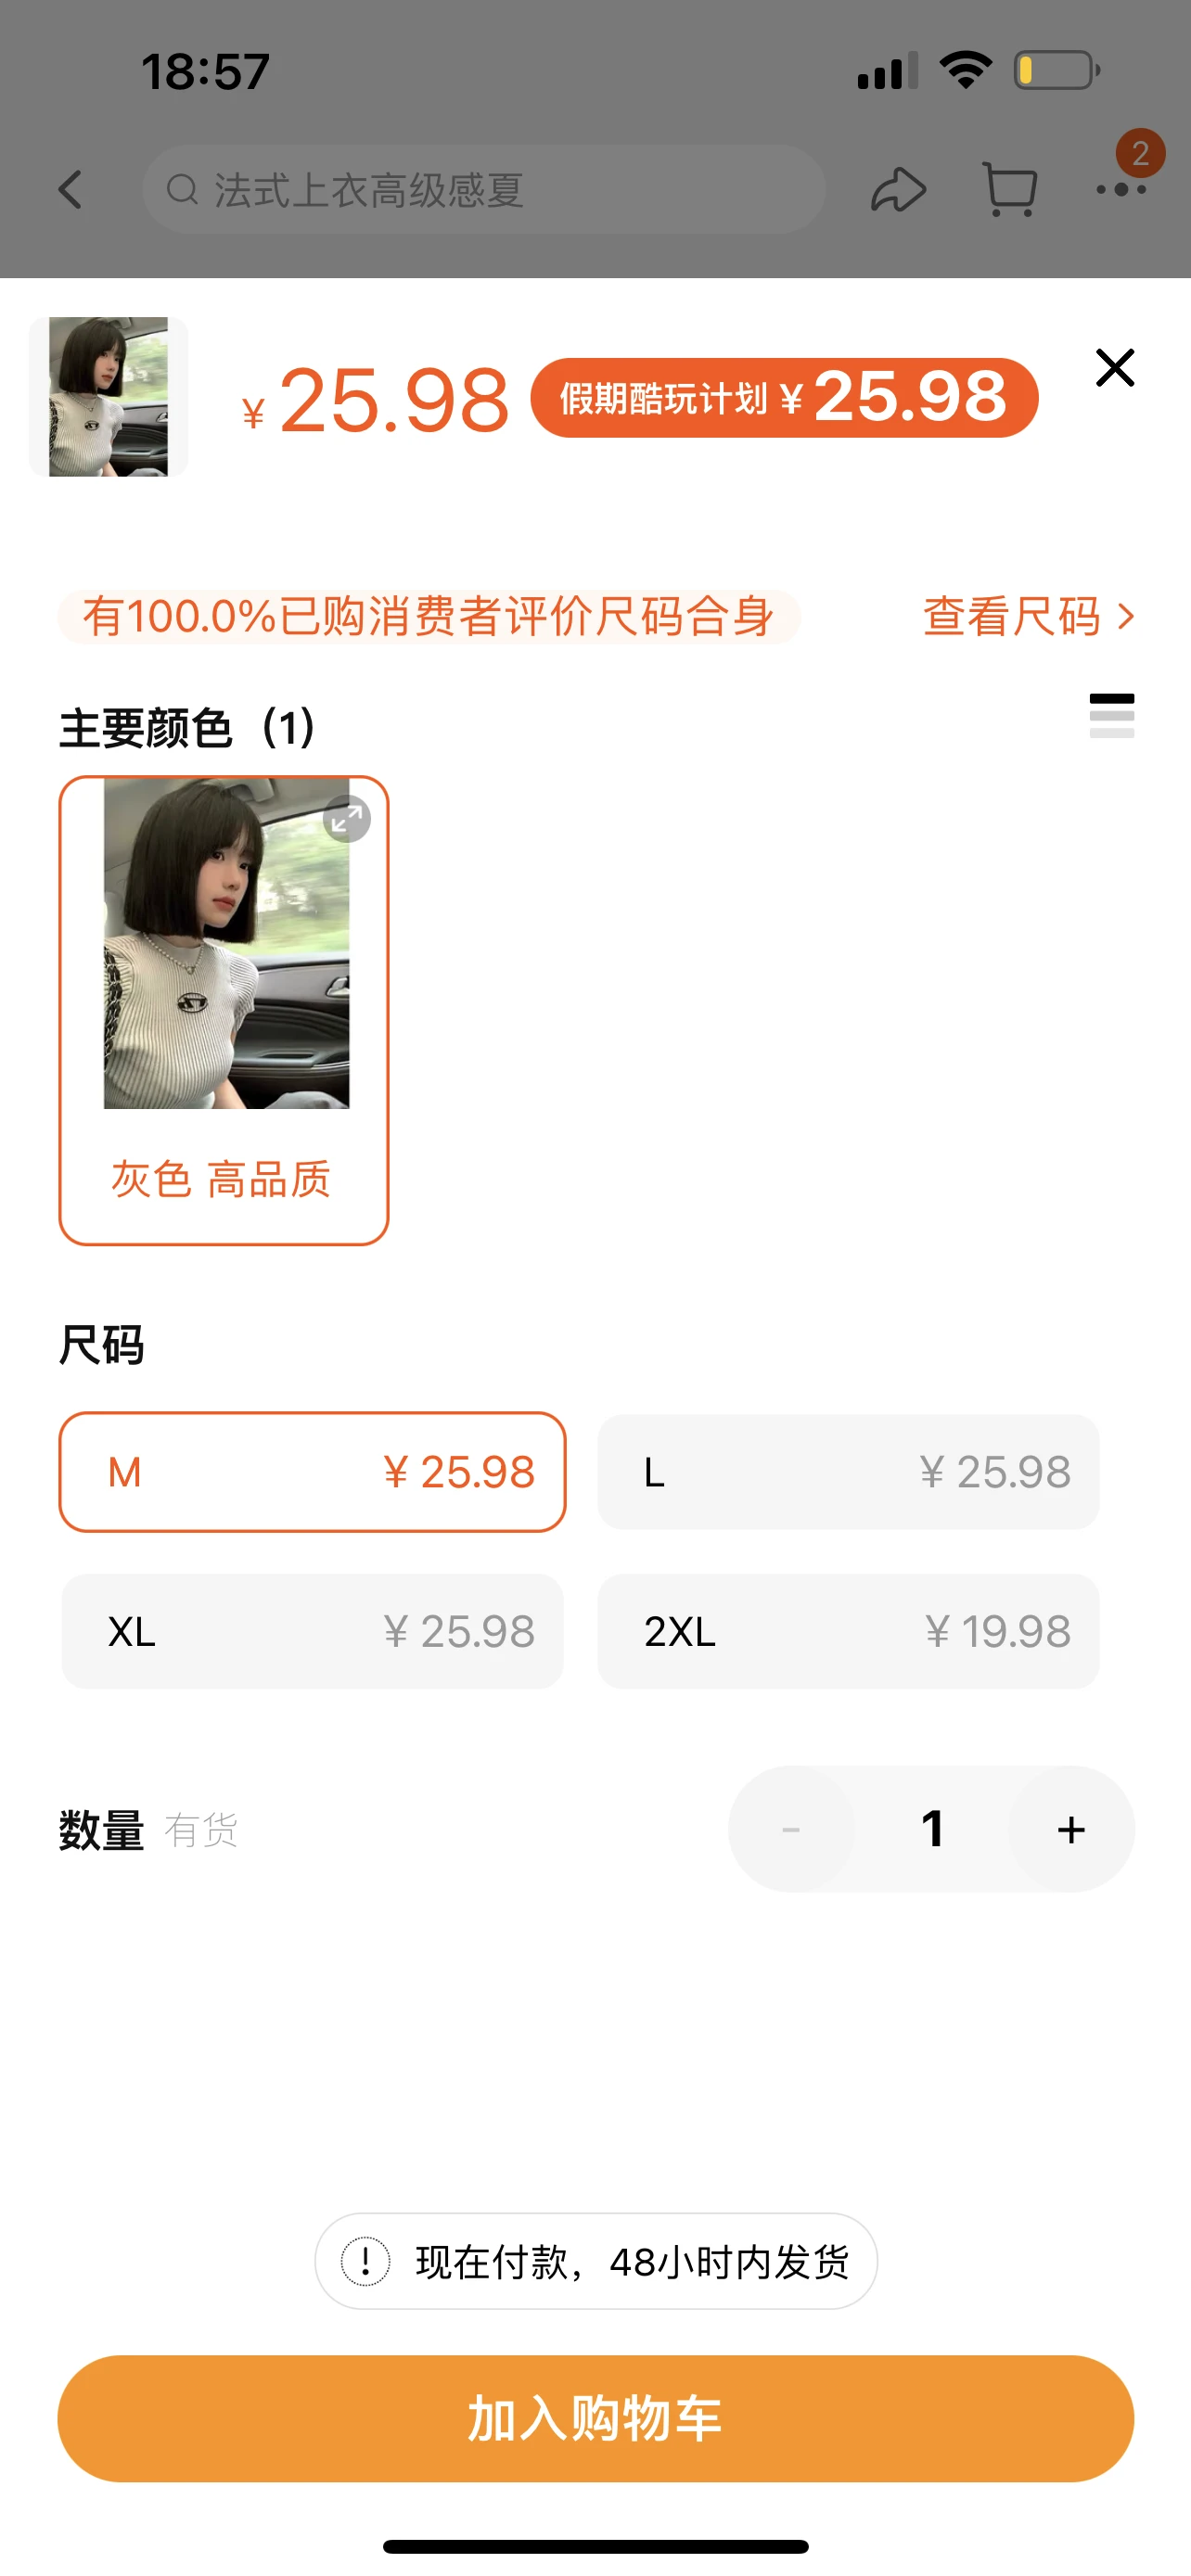 18:57
法式上衣高级感夏
2
¥25.98 假期酷玩计划 ¥25.98
有100.0%已购消费者评价尺码合身 查看尺码
主要颜色（1）
灰色 高品质
尺码
M ¥ 25.98
L ¥ 25.98
XL ¥ 25.98
2XL ¥ 19.98
数量 有货 - 1 +
现在付款，48小时内发货
加入购物车